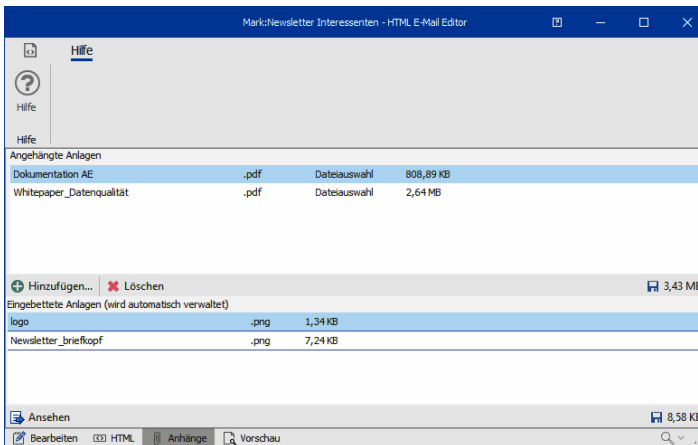 Mark:Newsletter Interessenten - HTML E-Mail Editor
Hilfe
Hilfe
Hilfe
Angehängte Anlagen
Dokumentation AE .pdf Dateiauswahl 808,89 KB
Whitepaper_Datenqualität .pdf Dateiauswahl 2,64 MB
Hinzufügen... Löschen 3,43 MB
Eingebettete Anlagen (wird automatisch verwaltet)
logo .png 1,34 KB
Newsletter_briefkopf .png 7,24 KB
Ansehen 8,58 KB
Bearbeiten HTML Anhänge Vorschau